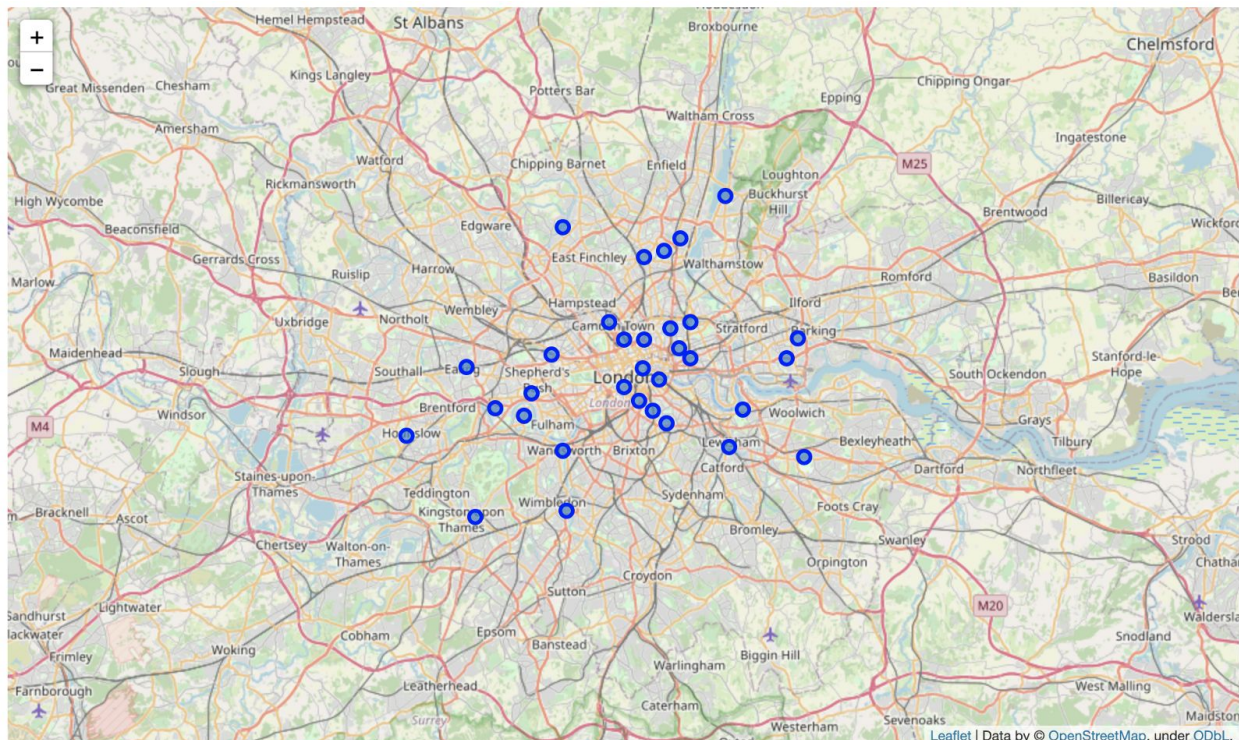 +
−
Hemel Hempstead
St Albans
Broxbourne
Chelmsford
Kings Langley
Great Missenden
Chesham
Potters Bar
Epping
Chipping Ongar
Waltham Cross
Amersham
Ingatestone
Watford
Chipping Barnet
Enfield
M25
Loughton
Rickmansworth
Buckhurst
Hill
High Wycombe
Billericay
Brentwood
Beaconsfield
Edgware
Wickfor
Gerrards Cross
East Finchley
Walthamstow
Ruislip
Harrow
Romford
Basildon
Marlow
Hampstead
Ilford
Wembley
Northolt
Uxbridge
Camden Town
Stratford
Barking
Maidenhead
Stanford-le
-Hope
Slough
Southall
Ealing
Shepherd's
Bush
London
South Ockendon
Windsor
Brentford
London
Woolwich
Grays
M4
Fulham
Hounslow
Lewisham
Bexleyheath
Tilbury
Wandsworth
Brixton
Catford
Dartford
Northfleet
Staines-upon-
Thames
Teddington
Sydenham
Kingston upon
Thames
Wimbledon
Foots Cray
Bracknell
Ascot
Bromley
Swanley
Strood
Chertsey
Walton-on-
Thames
Orpington
Chatha
Croydon
Sutton
M20
Sandhurst
Lightwater
Waldersla
Cobham
Epsom
Banstead
Snodland
Woking
Biggin Hill
Frimley
Warlingham
Leatherhead
West Malling
Farnborough
Caterham
Surrey
Sevenoaks
Maidston
Westerham
Leaflet | Data by © OpenStreetMap, under ODbL.